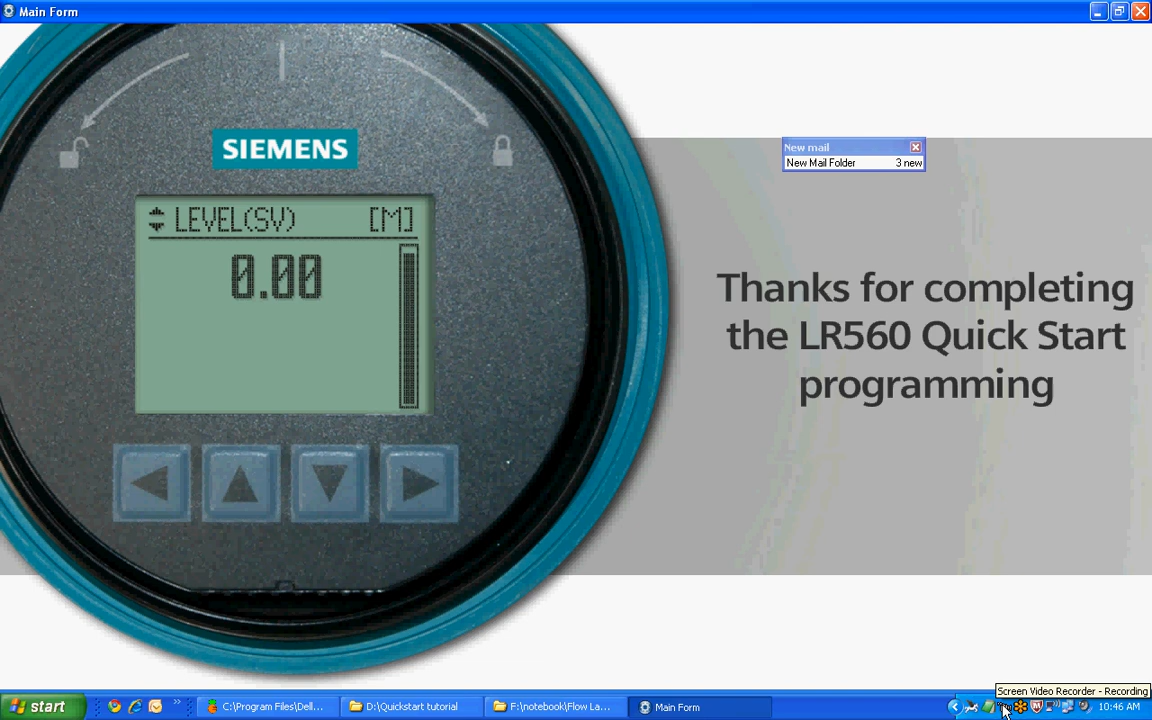 Main Form
SIEMENS
LEVEL(SV) [M]
0.00
New mail
New Mail Folder 3 new
Thanks for completing
the LR560 Quick Start
programming
Screen Video Recorder - Recording
start
C:\Program Files\Dell...
D:\Quickstart tutorial
F:\notebook\Flow La...
Main Form
10:46 AM